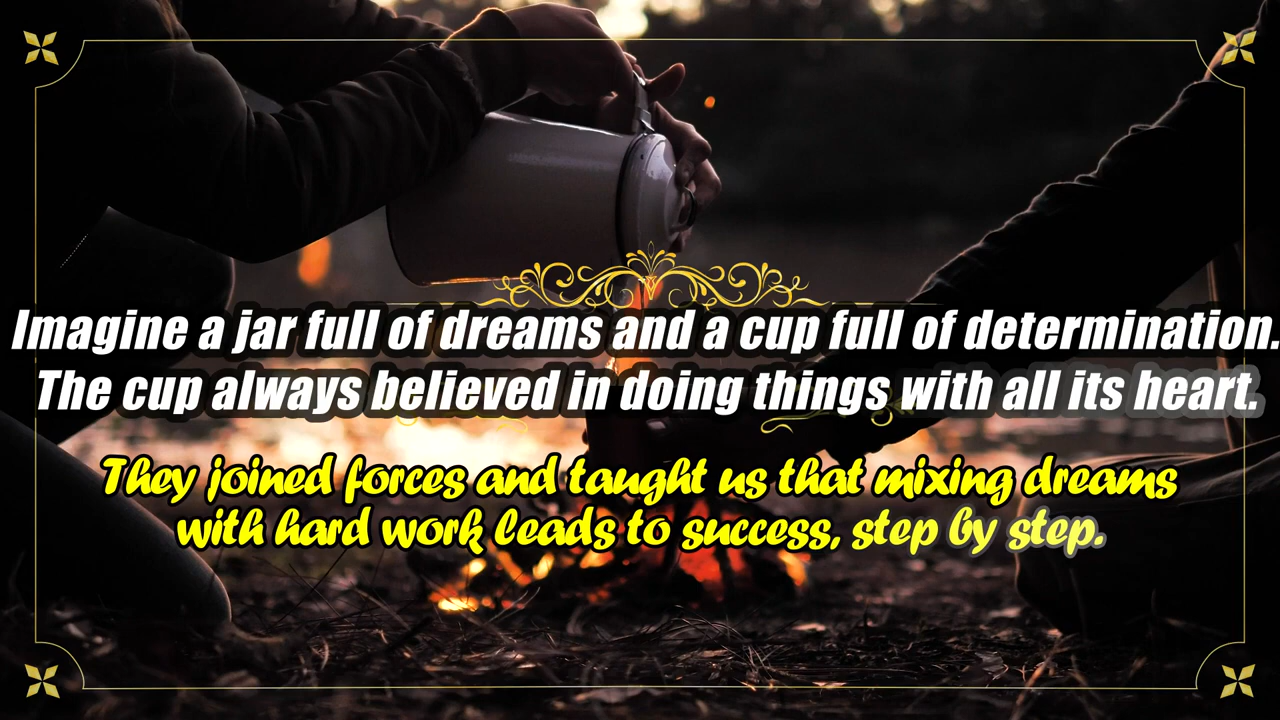 Imagine a jar full of dreams and a cup full of determination.
The cup always believed in doing things with all its heart.
They joined forces and taught us that mixing dreams
with hard work leads to success, step by step.